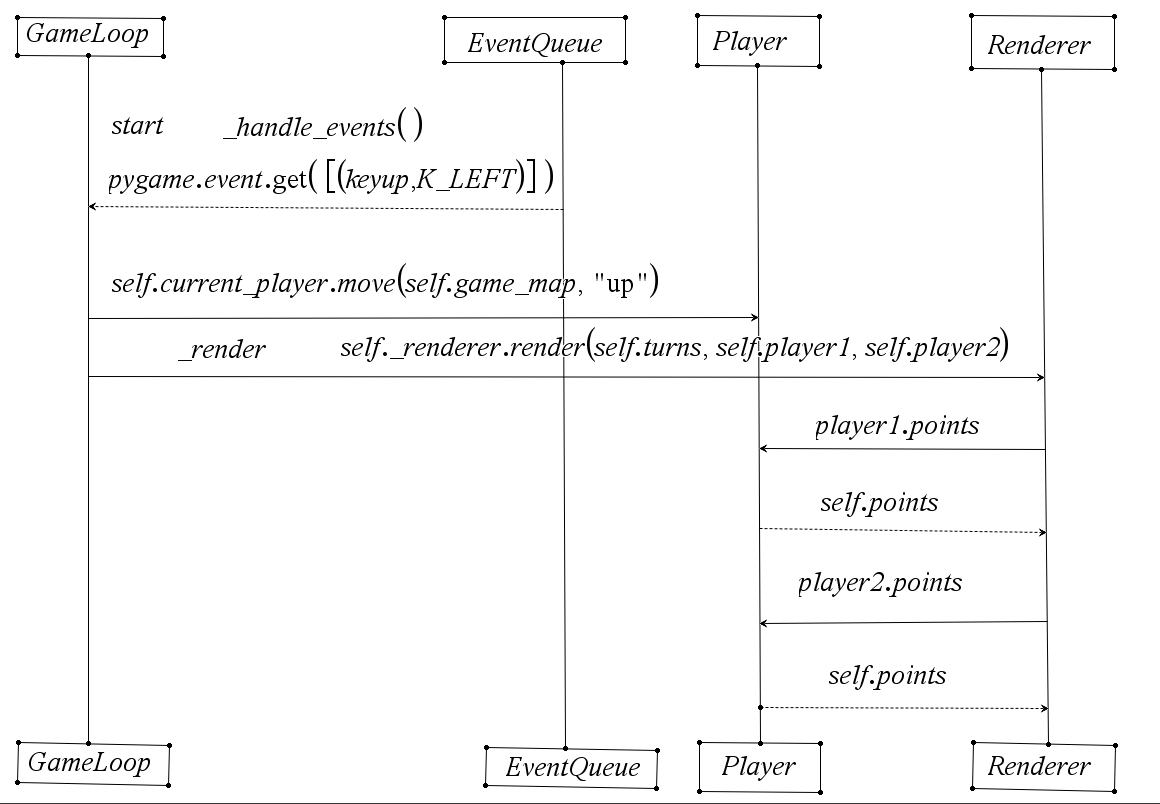 GameLoop EventQueue Player Renderer
start _handle_events()
pygame.event.get([(keyup,K_LEFT)])
self.current_player.move(self.game_map, "up")
_render self._renderer.render(self.turns, self.player1, self.player2)
player1.points
self.points
player2.points
self.points
GameLoop EventQueue Player Renderer